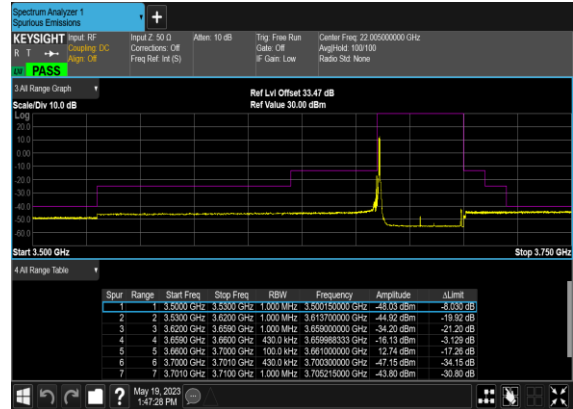 Spectrum Analyzer 1
Spurious Emissions
KEYSIGHT Input: RF Input Z: 50 Ω Atten: 10 dB Trig: Free Run Center Freq: 22.005000000 GHz
R T Coupling: DC Corrections: Off Gate: Off Avg|Hold: 100/100
Align: Off Freq Ref: Int (S) IF Gain: Low Radio Std: None
PASS
3 All Range Graph
Ref Lvl Offset 33.47 dB
Scale/Div 10.0 dB Ref Value 30.00 dBm
Log
20.0
10.0
0.00
-10.0
-20.0
-30.0
-40.0
-50.0
-60.0
Start 3.500 GHz Stop 3.750 GHz
4 All Range Table
Spur Range Start Freq Stop Freq RBW Frequency Amplitude ΔLimit
1 1 3.5000 GHz 3.5300 GHz 1.000 MHz 3.500150000 GHz -48.03 dBm -8.030 dB
2 2 3.5300 GHz 3.6200 GHz 1.000 MHz 3.613700000 GHz -44.92 dBm -19.92 dB
3 3 3.6200 GHz 3.6590 GHz 1.000 MHz 3.659000000 GHz -34.20 dBm -21.20 dB
4 4 3.6590 GHz 3.6600 GHz 430.0 kHz 3.659988333 GHz -16.13 dBm -3.129 dB
5 5 3.6600 GHz 3.7000 GHz 100.0 kHz 3.661000000 GHz 12.74 dBm -17.26 dB
6 6 3.7000 GHz 3.7010 GHz 430.0 kHz 3.700300000 GHz -47.15 dBm -34.15 dB
7 7 3.7010 GHz 3.7100 GHz 1.000 MHz 3.705215000 GHz -43.80 dBm -30.80 dB
May 19, 2023
1:47:28 PM